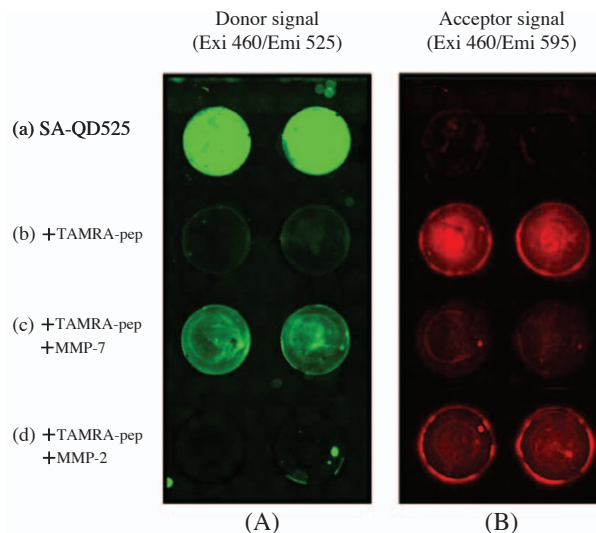 Donor signal
(Exi 460/Emi 525)
Acceptor signal
(Exi 460/Emi 595)
(a) SA-QD525
(b) +TAMRA-pep
(c) +TAMRA-pep
+MMP-7
(d) +TAMRA-pep
+MMP-2
(A)
(B)